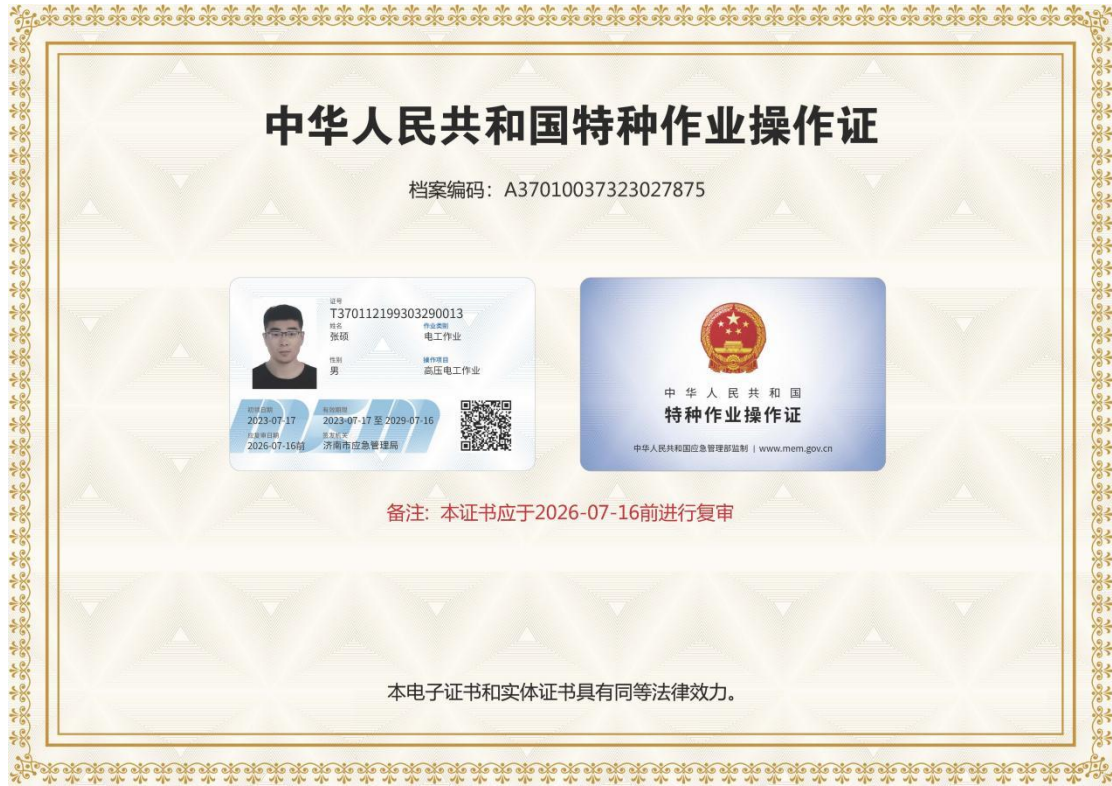 中华人民共和国特种作业操作证
档案编码：A37010037323027875
证号
T370112199303290013
姓名
张硕
作业类别
电工作业
性别
男
操作项目
高压电工作业
初领日期
2023-07-17
有效期限
2023-07-17 至 2029-07-16
应复审日期
2026-07-16前
签发机关
济南市应急管理局
中华人民共和国
特种作业操作证
中华人民共和国应急管理部监制 | www.mem.gov.cn
备注: 本证书应于2026-07-16前进行复审
本电子证书和实体证书具有同等法律效力。